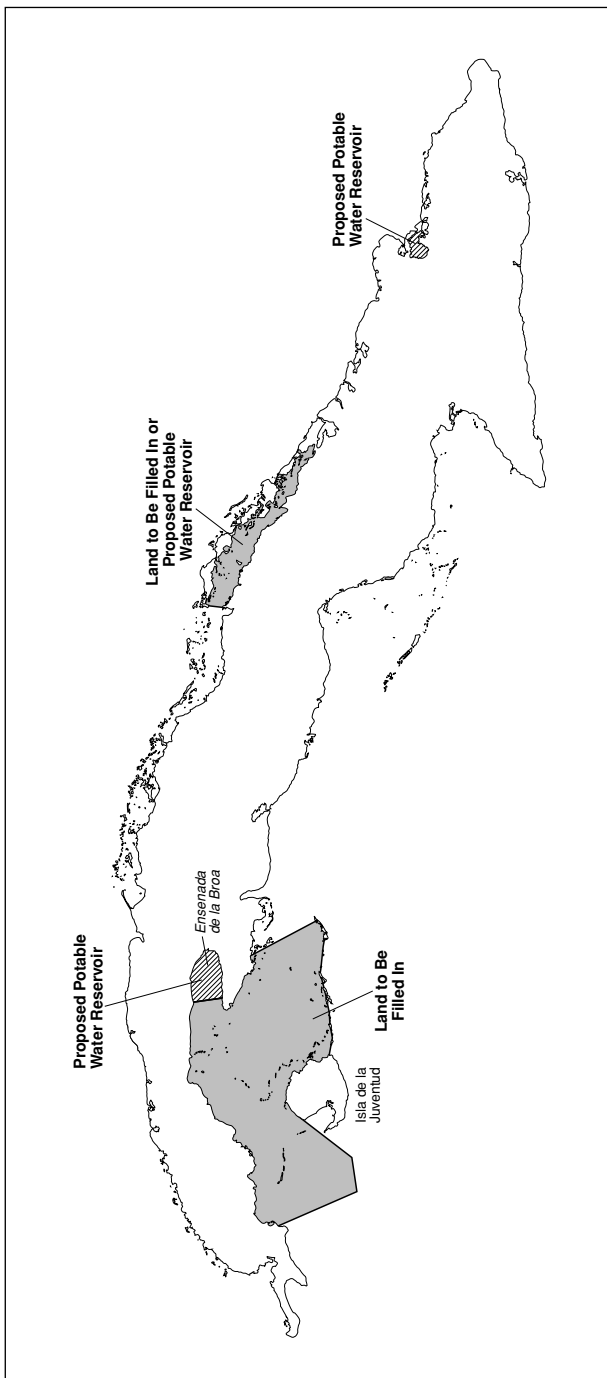 Proposed Potable
Water Reservoir
Ensenada
de la Broa
Land to Be
Filled In
Isla de la
Juventud
Land to Be Filled In or
Proposed Potable
Water Reservoir
Proposed Potable
Water Reservoir